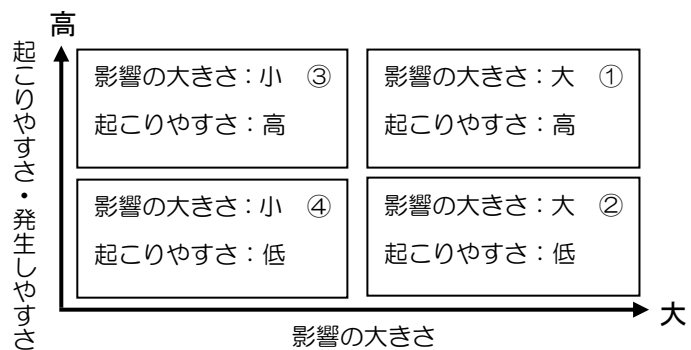 高
起こりやすさ・発生しやすさ
影響の大きさ：小　③
起こりやすさ：高
影響の大きさ：大　①
起こりやすさ：高
影響の大きさ：小　④
起こりやすさ：低
影響の大きさ：大　②
起こりやすさ：低
大
影響の大きさ